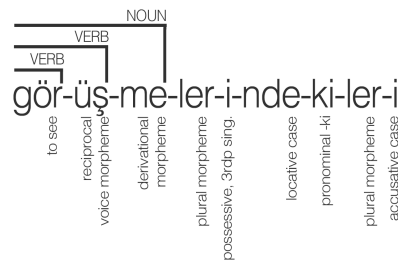 NOUN
VERB
VERB
gör-üş-me-ler-i-nde-ki-ler-i
to see
reciprocal
voice morpheme
derivational
morpheme
plural morpheme
possessive, 3rdp sing.
locative case
pronominal -ki
plural morpheme
accusative case